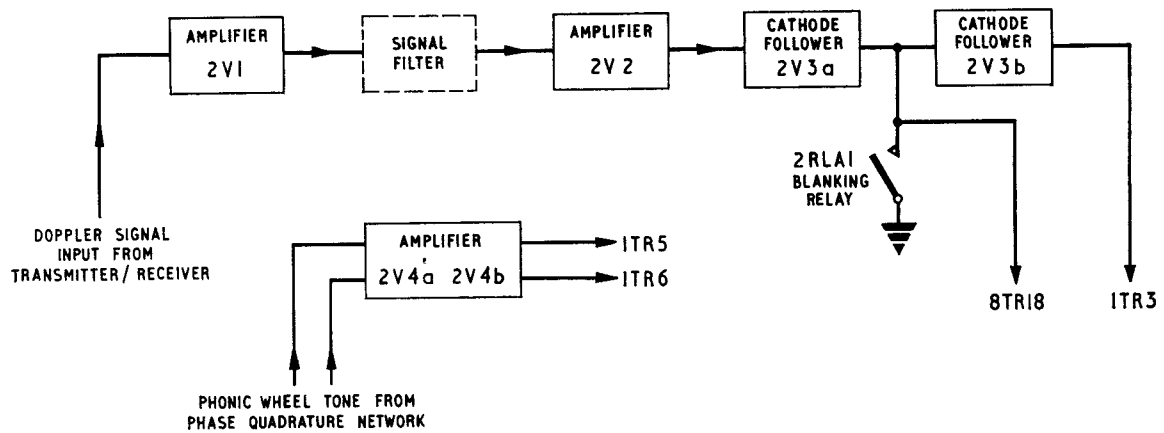 AMPLIFIER
2V1
SIGNAL
FILTER
AMPLIFIER
2V2
CATHODE
FOLLOWER
2V3a
CATHODE
FOLLOWER
2V3b
2RLA1
BLANKING
RELAY
DOPPLER SIGNAL
INPUT FROM
TRANSMITTER/RECEIVER
AMPLIFIER
2V4a 2V4b
1TR5
1TR6
8TR18
1TR3
PHONIC WHEEL TONE FROM
PHASE QUADRATURE NETWORK